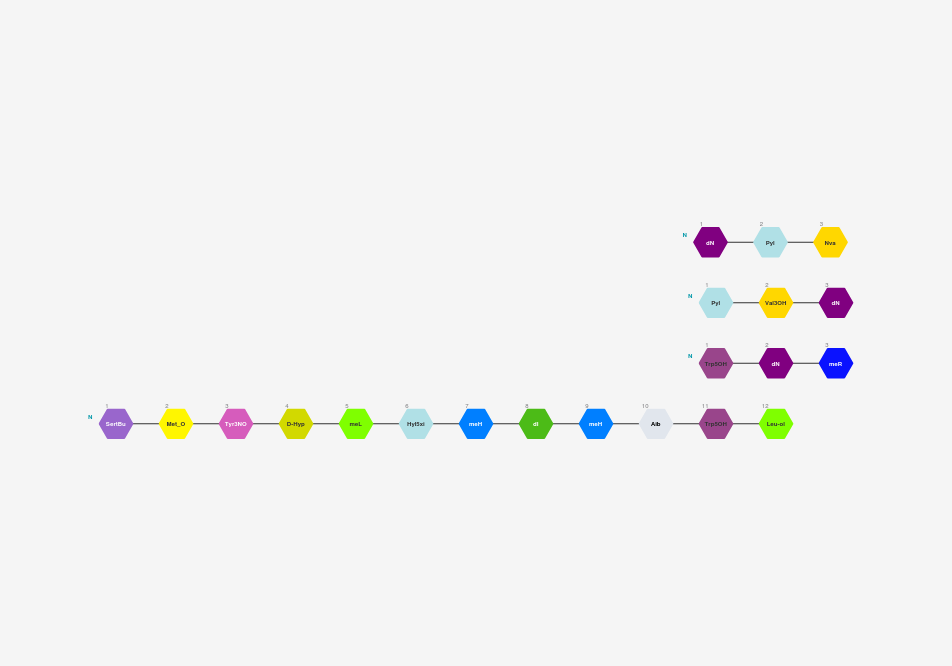 1 2 3
N dN Pyl Nva
1 2 3
N Pyl Val3OH dN
1 2 3
N Trp5OH dN meR
1 2 3 4 5 6 7 8 9 10 11 12
N SertBu Met_O Tyr3NO D-Hyp meL meH dI meH Aib Trp5OH Leu-ol